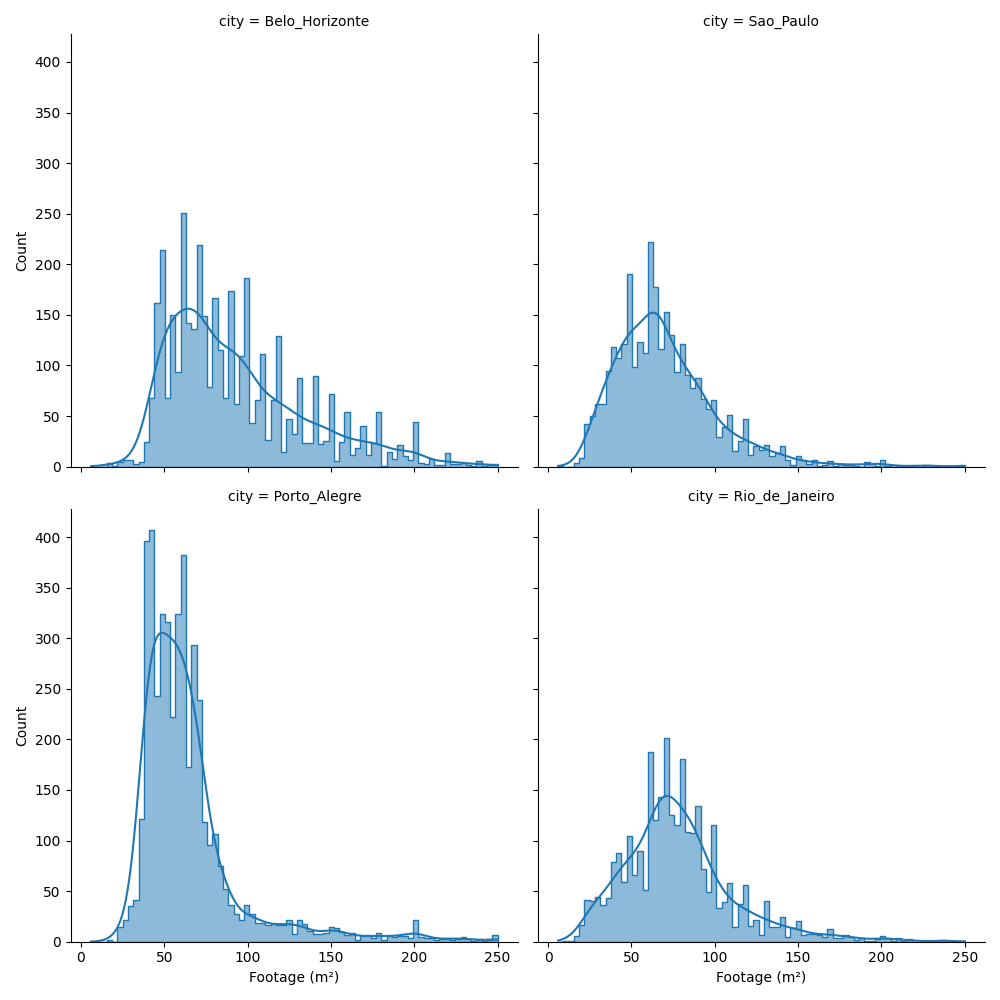 city = Belo_Horizonte
city = Sao_Paulo
400
350
300
250
200
150
100
50
0
Count
city = Porto_Alegre
city = Rio_de_Janeiro
400
350
300
250
200
150
100
50
0
Count
0 50 100 150 200 250
0 50 100 150 200 250
Footage (m²)
Footage (m²)